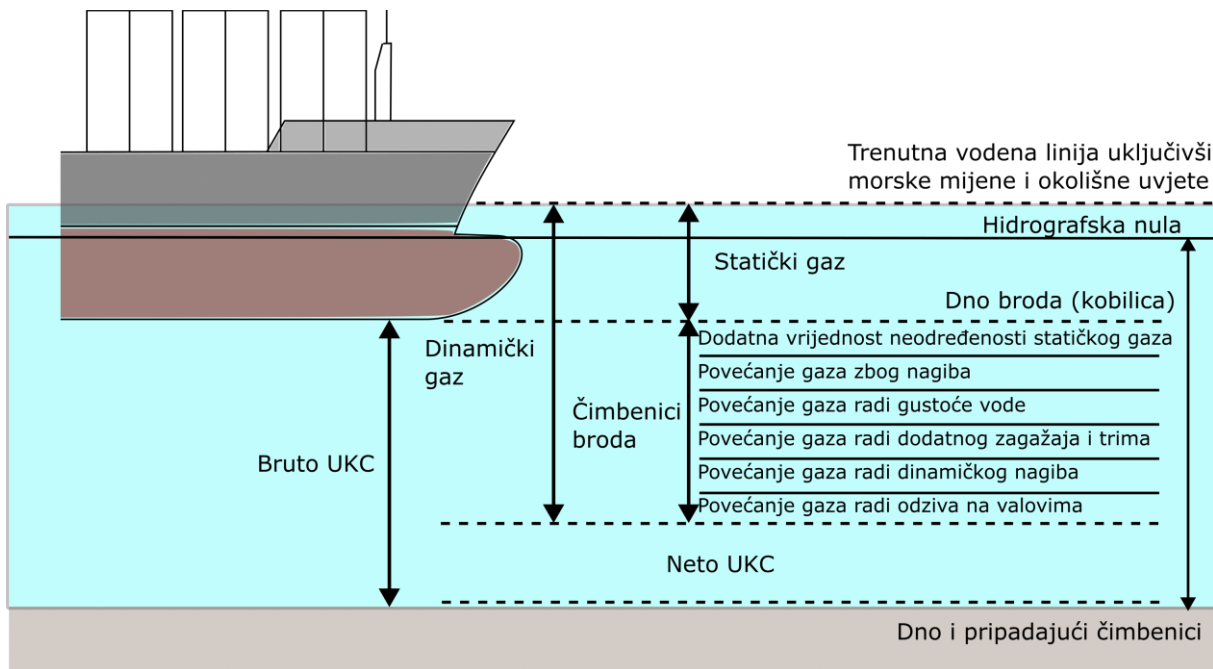 Trenutna vodena linija uključivši
morske mijene i okolišne uvjete
Hidrografska nula
Statički gaz
Dno broda (kobilica)
Dodatna vrijednost neodređenosti statičkog gaza
Dinamički
gaz
Povećanje gaza zbog nagiba
Povećanje gaza radi gustoće vode
Čimbenici
broda
Povećanje gaza radi dodatnog zagažaja i trima
Bruto UKC
Povećanje gaza radi dinamičkog nagiba
Povećanje gaza radi odziva na valovima
Neto UKC
Dno i pripadajući čimbenici